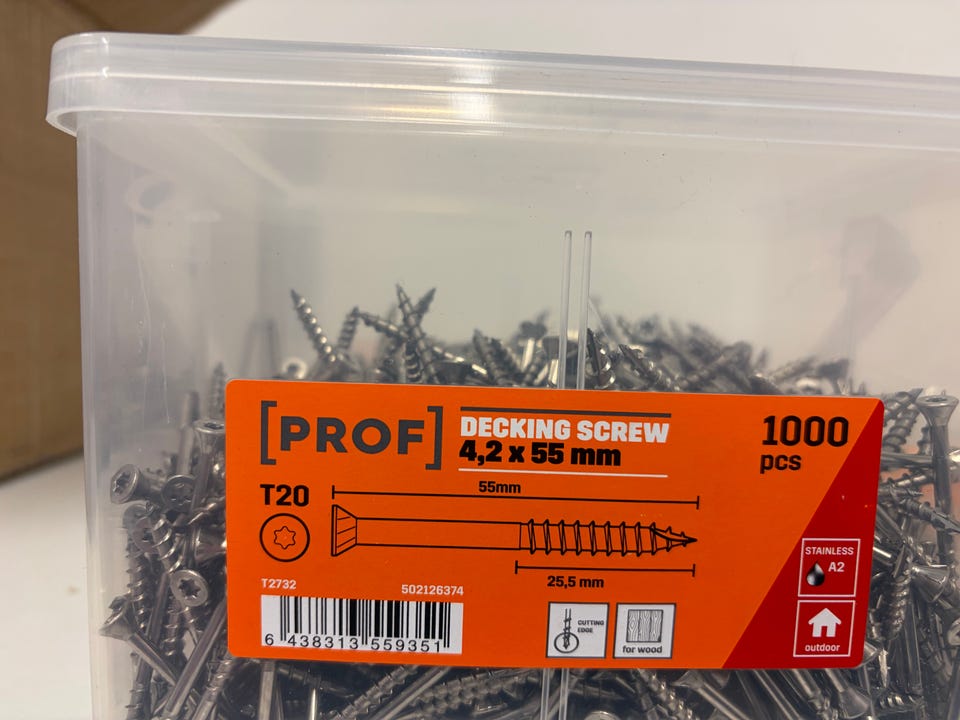 [PROF]
DECKING SCREW
4,2 x 55 mm
1000
pcs
T20
55mm
25,5 mm
T2732
502126374
6 438313 559351
CUTTING
EDGE
for wood
STAINLESS
A2
outdoor